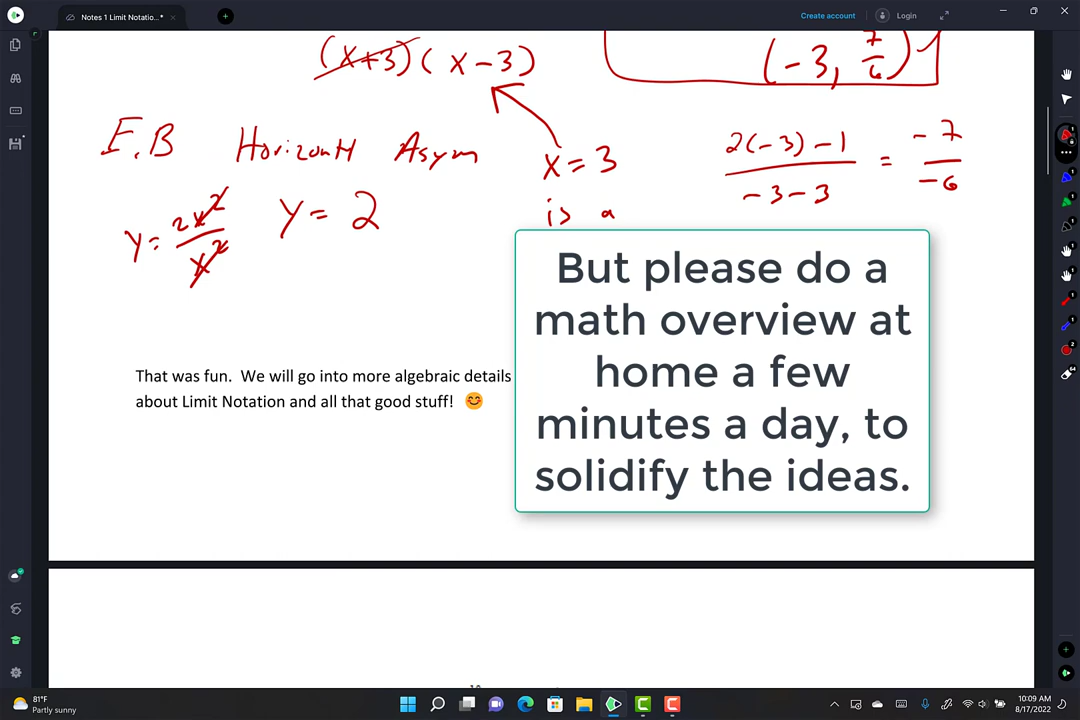 Notes 1 Limit Notatio...*
Create account
Login
(x+3)(x-3)
(-3, 7/6)
E.B Horizontl Asym
x=3
is a
2(-3)-1 / -3-3 = -7/-6
y= 2x²/x²
y= 2
But please do a
math overview at
home a few
minutes a day, to
solidify the ideas.
That was fun. We will go into more algebraic details
about Limit Notation and all that good stuff! 😊
81°F
Partly sunny
10:09 AM
8/17/2022